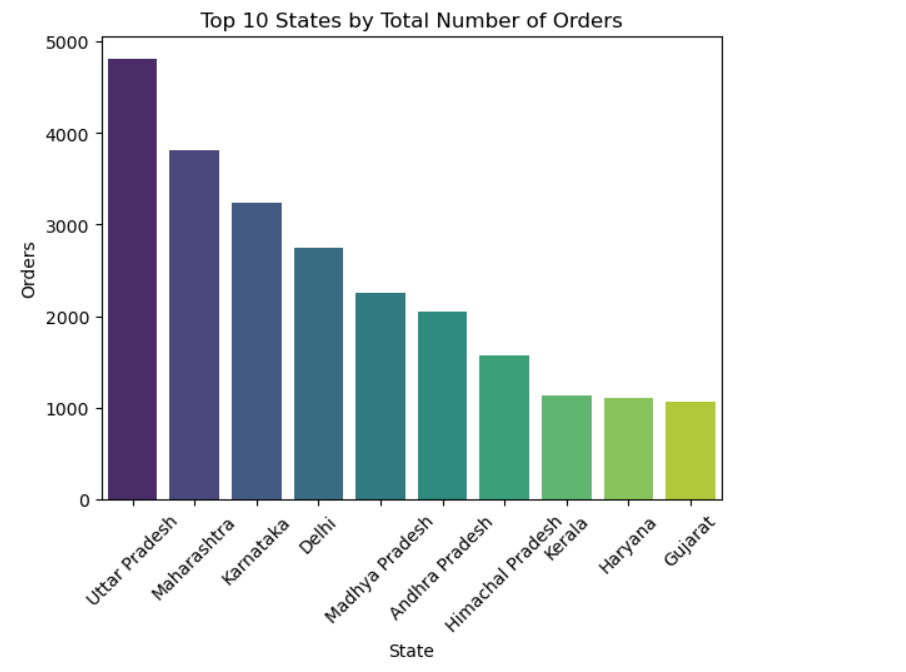 Top 10 States by Total Number of Orders
5000
4000
3000
2000
1000
0
Orders
Uttar Pradesh
Maharashtra
Karnataka
Delhi
Madhya Pradesh
Andhra Pradesh
Himachal Pradesh
Kerala
Haryana
Gujarat
State